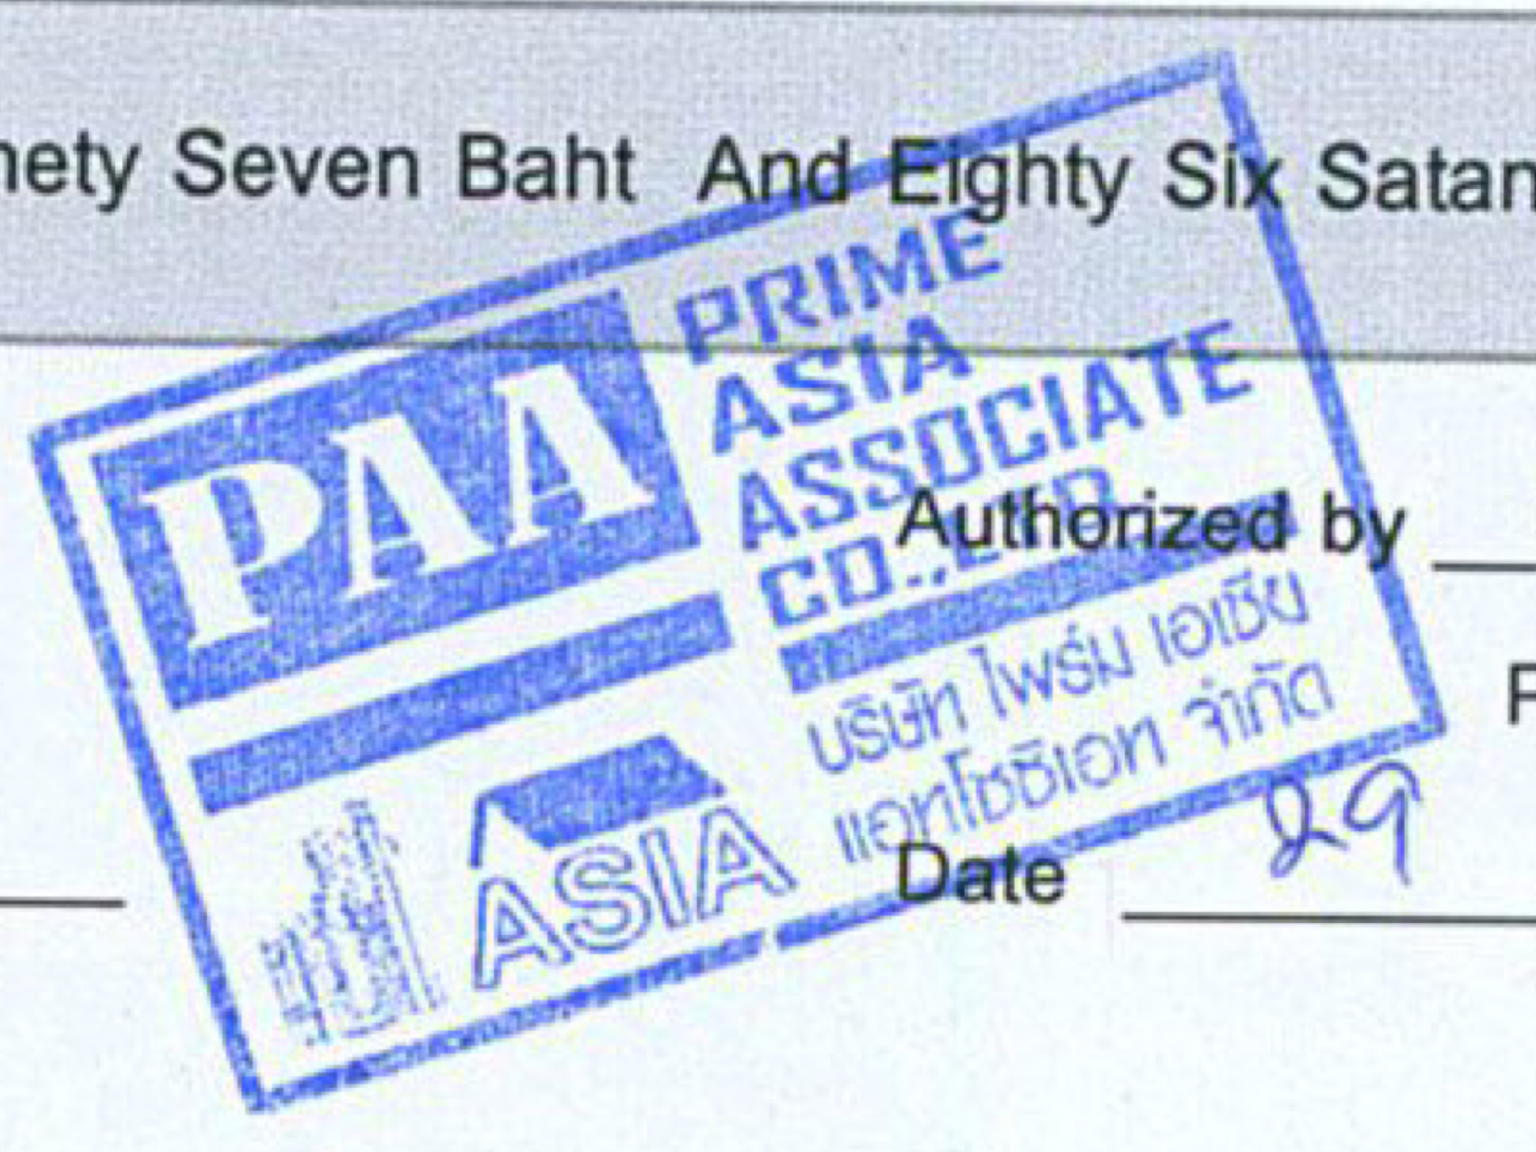 nety Seven Baht And Eighty Six Satan
PAA
PRIME
ASIA
ASSOCIATE
CO.,LTD.
บริษัท ไพร์ม เอเชีย
แอทโซซิเอท จำกัด
ASIA
Authorized by
Date
29